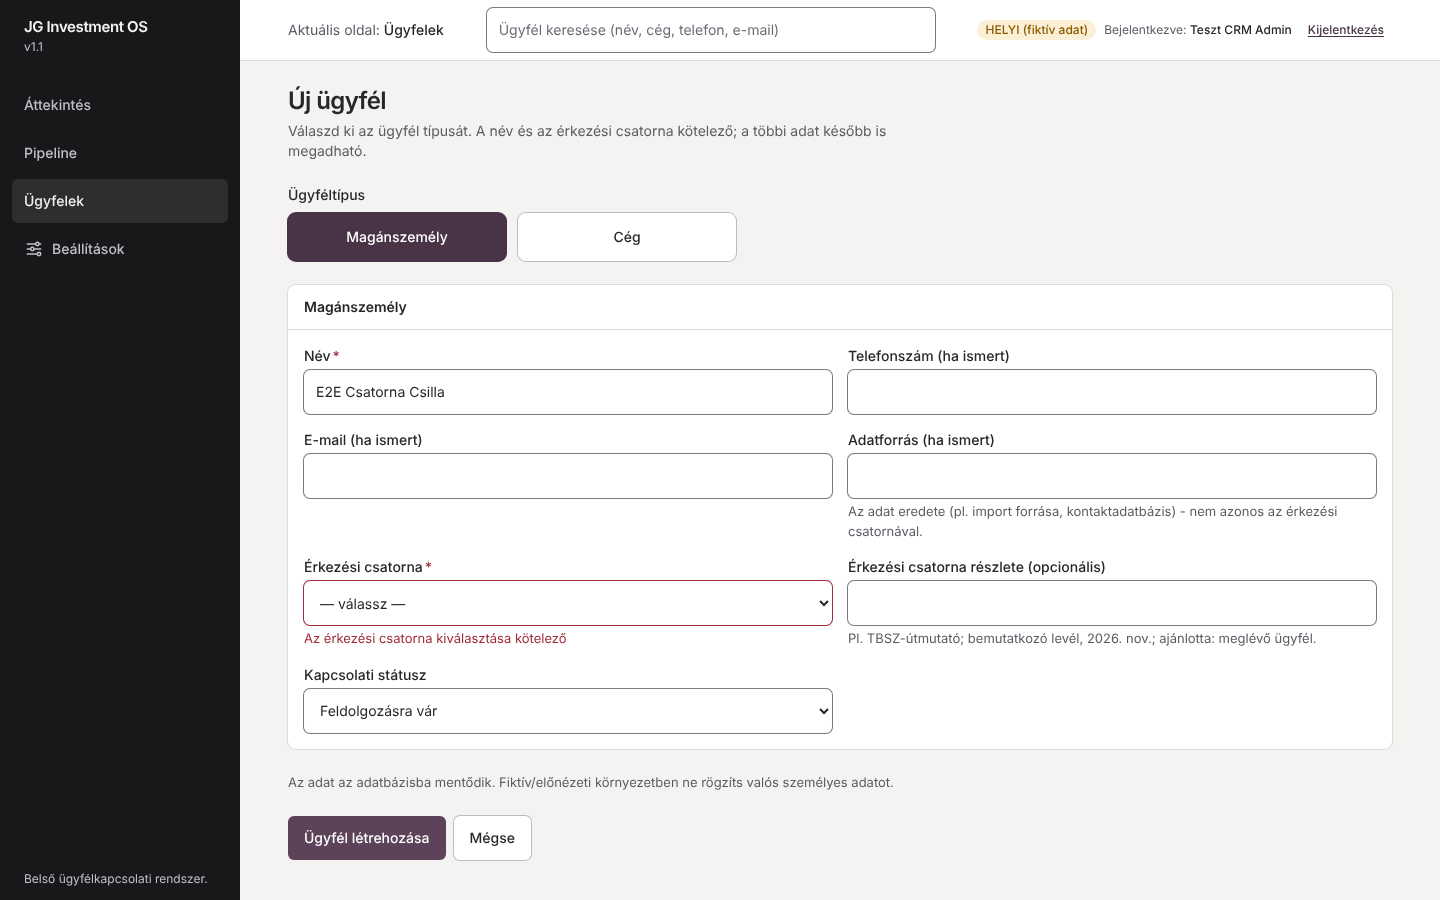 JG Investment OS
v1.1
Áttekintés
Pipeline
Ügyfelek
Beállítások
Belső ügyfélkapcsolati rendszer.
Aktuális oldal: Ügyfelek
Ügyfél keresése (név, cég, telefon, e-mail)
HELYI (fiktív adat)
Bejelentkezve: Teszt CRM Admin
Kijelentkezés
Új ügyfél
Válaszd ki az ügyfél típusát. A név és az érkezési csatorna kötelező; a többi adat később is
megadható.
Ügyféltípus
Magánszemély
Cég
Magánszemély
Név *
E2E Csatorna Csilla
Telefonszám (ha ismert)
E-mail (ha ismert)
Adatforrás (ha ismert)
Az adat eredete (pl. import forrása, kontaktadatbázis) - nem azonos az érkezési
csatornával.
Érkezési csatorna *
— válassz —
Az érkezési csatorna kiválasztása kötelező
Érkezési csatorna részlete (opcionális)
Pl. TBSZ-útmutató; bemutatkozó levél, 2026. nov.; ajánlotta: meglévő ügyfél.
Kapcsolati státusz
Feldolgozásra vár
Az adat az adatbázisba mentődik. Fiktív/előnézeti környezetben ne rögzíts valós személyes adatot.
Ügyfél létrehozása
Mégse